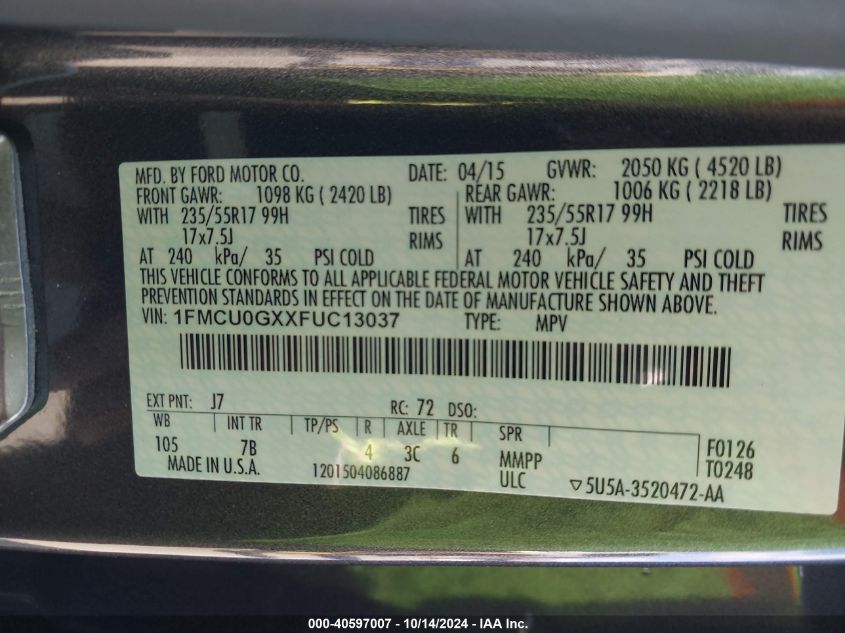 MFD. BY FORD MOTOR CO. DATE: 04/15 GVWR: 2050 KG ( 4520 LB)
FRONT GAWR: 1098 KG ( 2420 LB) REAR GAWR: 1006 KG ( 2218 LB)
WITH 235/55R17 99H TIRES WITH 235/55R17 99H TIRES
17x7.5J RIMS 17x7.5J RIMS
AT 240 kPa/ 35 PSI COLD AT 240 kPa/ 35 PSI COLD
THIS VEHICLE CONFORMS TO ALL APPLICABLE FEDERAL MOTOR VEHICLE SAFETY AND THEFT
PREVENTION STANDARDS IN EFFECT ON THE DATE OF MANUFACTURE SHOWN ABOVE.
VIN: 1FMCU0GXXFUC13037 TYPE: MPV
EXT PNT: J7 RC: 72 DSO:
WB INT TR TP/PS R AXLE TR SPR
105 7B 4 3C 6 MMPP F0126
MADE IN U.S.A. 1201504086887 ULC T0248
▽5U5A-3520472-AA
000-40597007 - 10/14/2024 - IAA Inc.